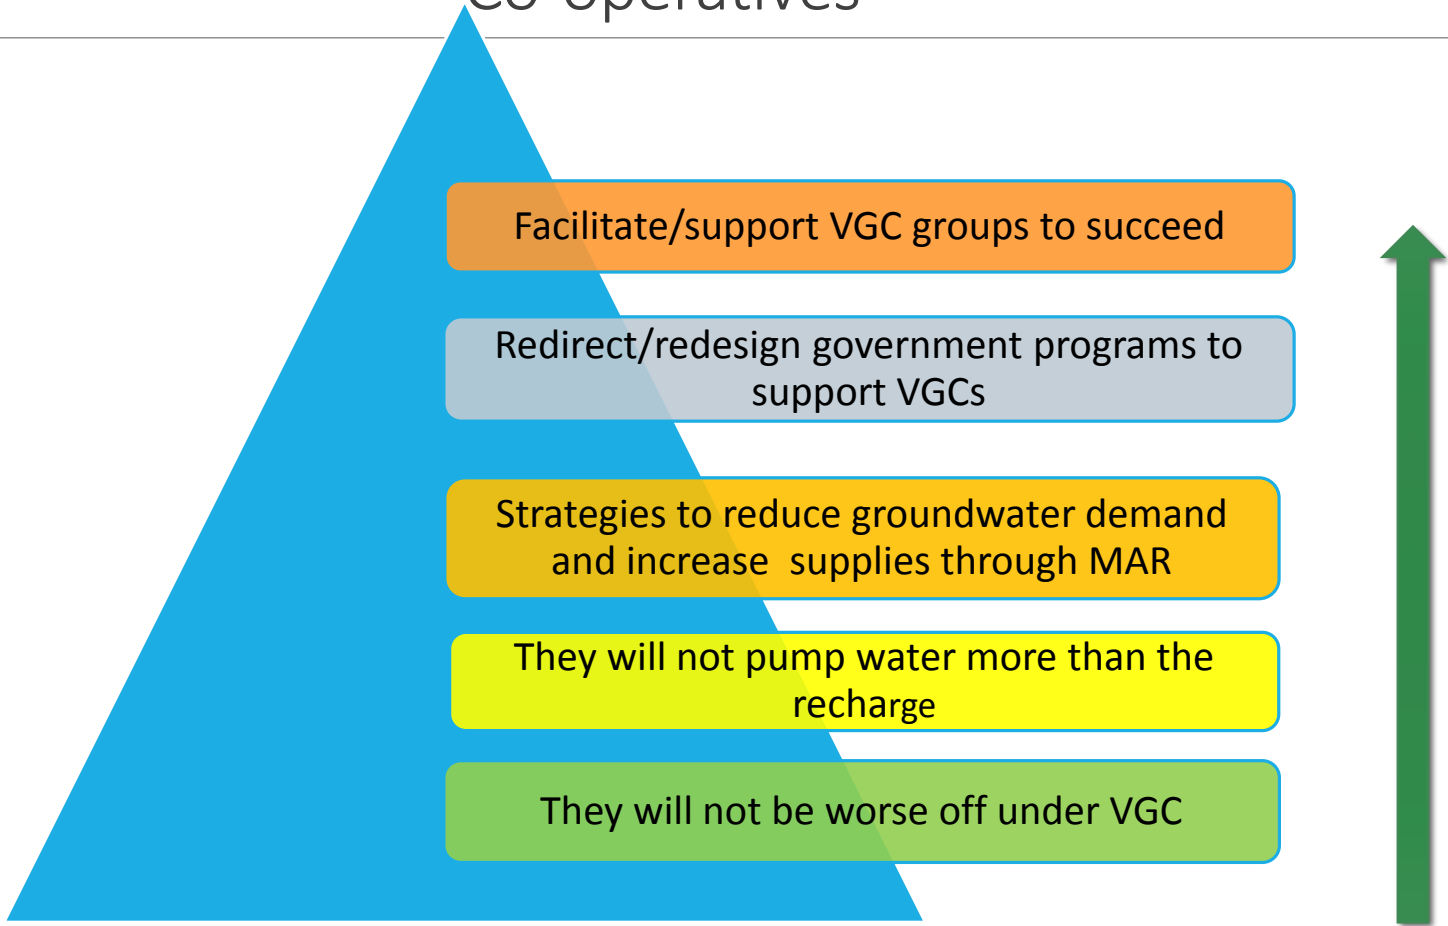 Co-operatives
Facilitate/support VGC groups to succeed
Redirect/redesign government programs to
support VGCs
Strategies to reduce groundwater demand
and increase  supplies through MAR
They will not pump water more than the
recharge
They will not be worse off under VGC